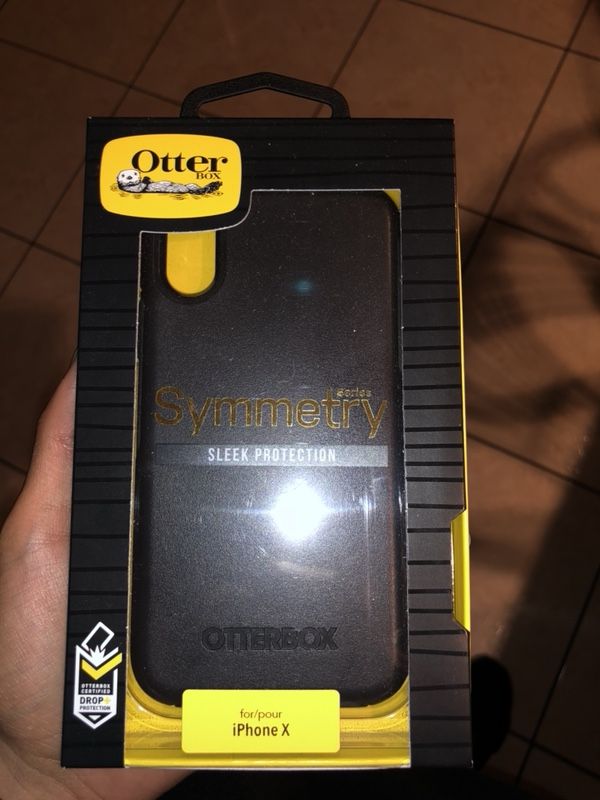 Otter
BOX
series
Symmetry
SLEEK PROTECTION
OTTERBOX
OTTERBOX
CERTIFIED
DROP+
PROTECTION
for/pour
iPhone X